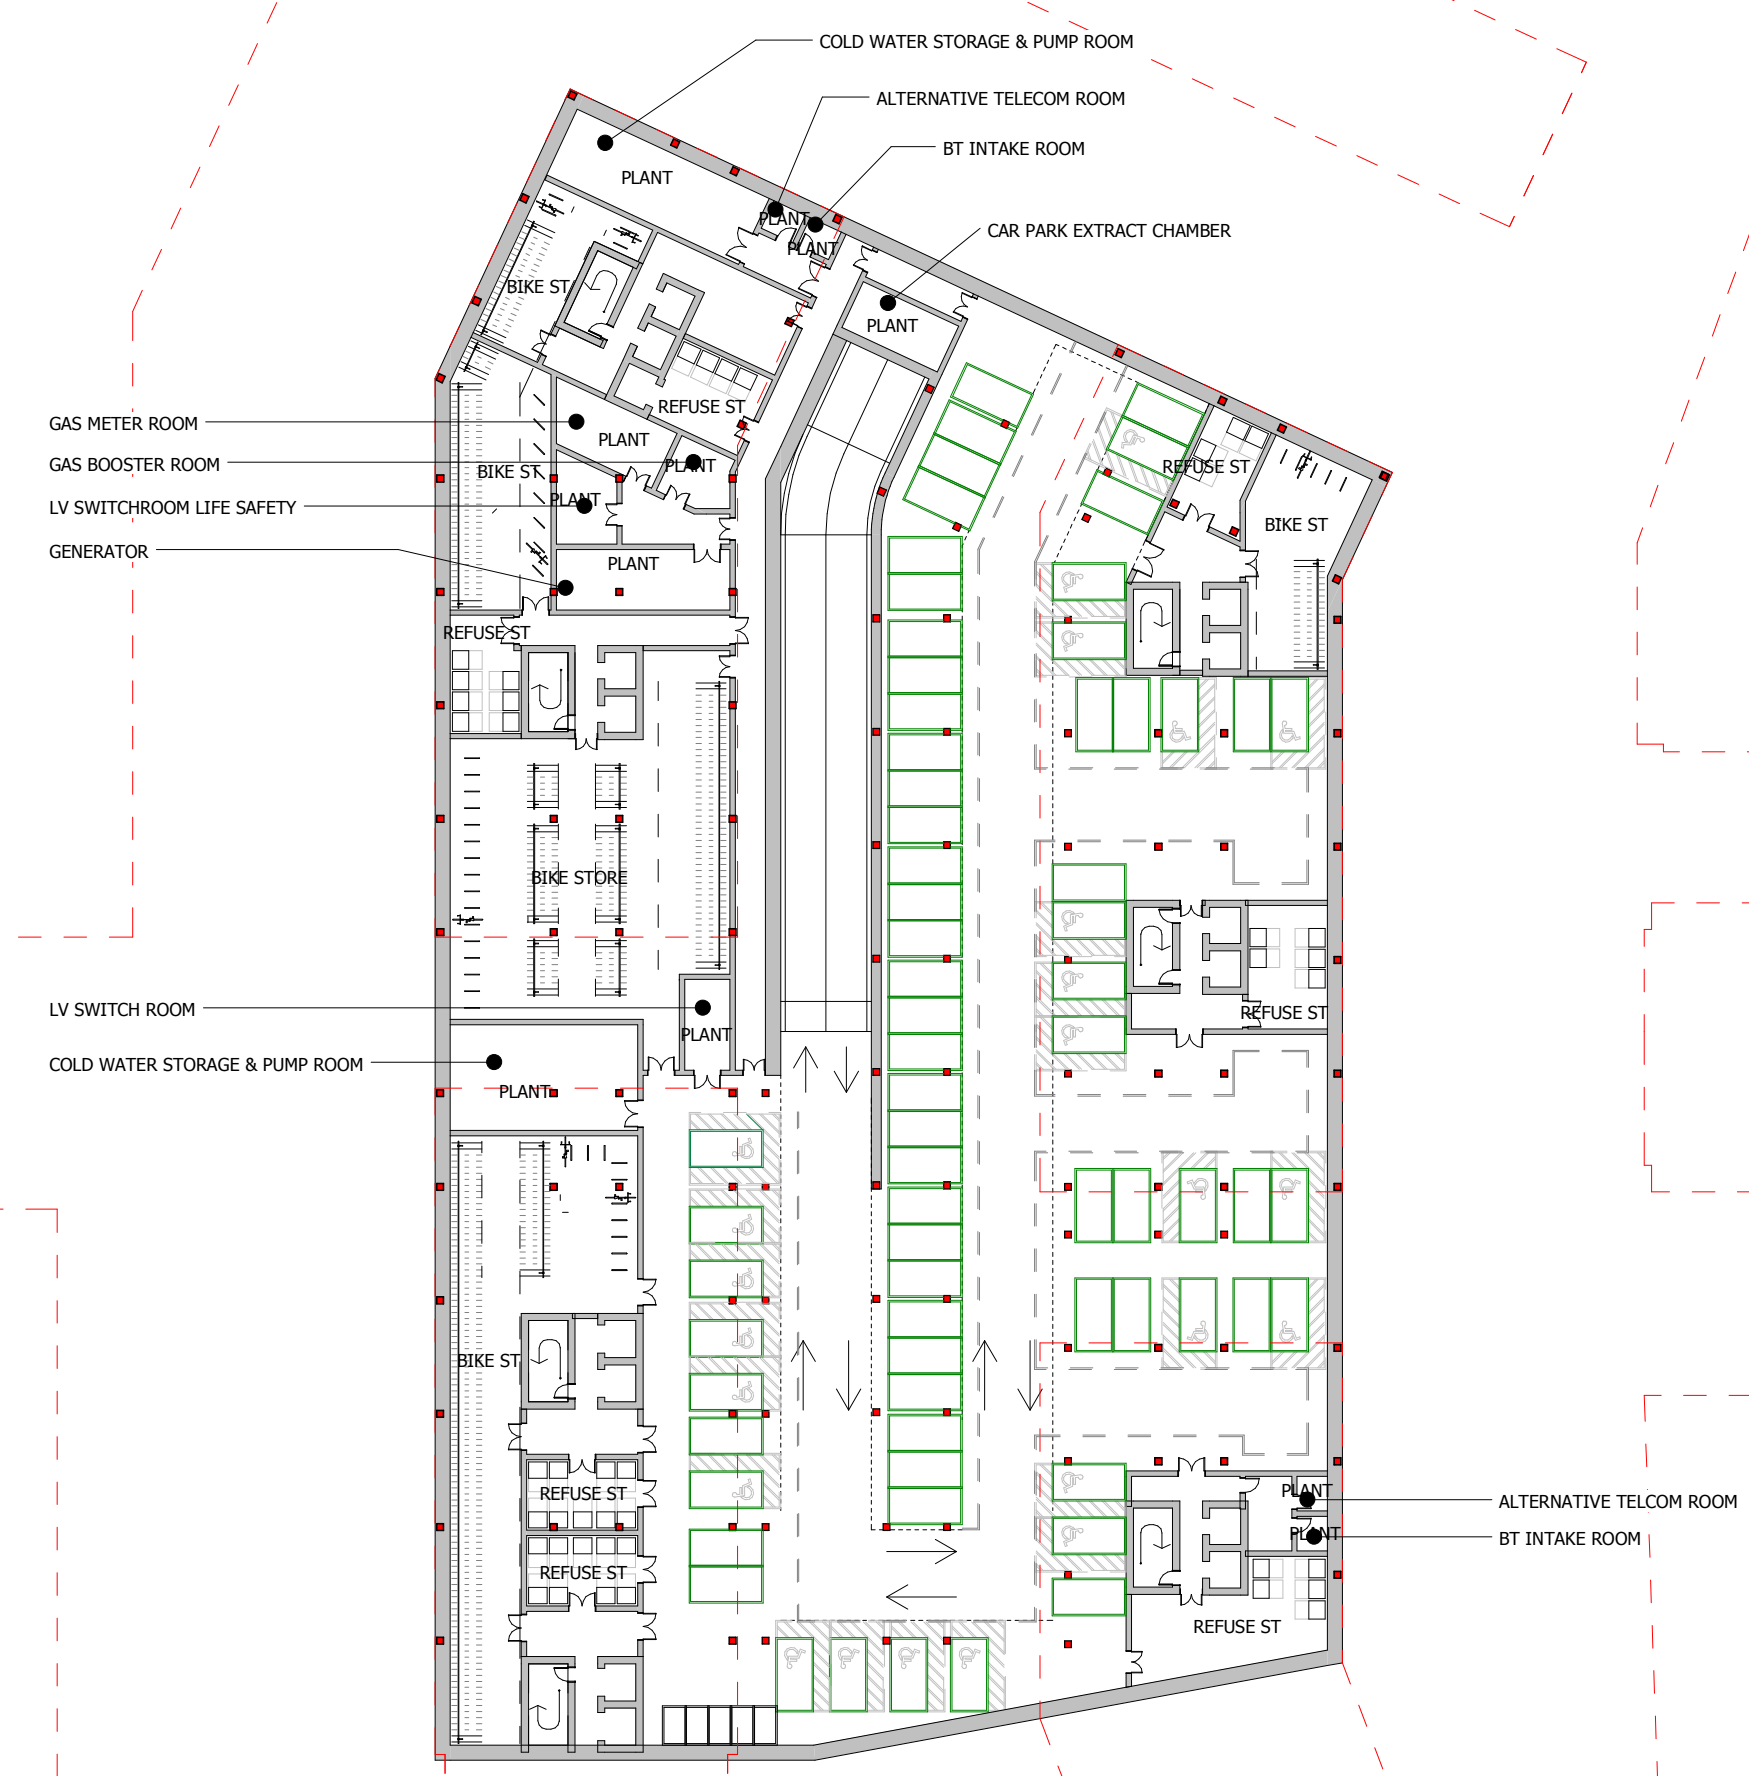 COLD WATER STORAGE & PUMP ROOM
ALTERNATIVE TELECOM ROOM
BT INTAKE ROOM
PLANT
PLANT
CAR PARK EXTRACT CHAMBER
PLANT
BIKE ST
PLANT
REFUSE ST
GAS METER ROOM
PLANT
GAS BOOSTER ROOM
PLANT
REFUSE ST
BIKE ST
LV SWITCHROOM LIFE SAFETY
PLANT
BIKE ST
GENERATOR
PLANT
REFUSE ST
BIKE STORE
LV SWITCH ROOM
REFUSE ST
PLANT
COLD WATER STORAGE & PUMP ROOM
PLANT
BIKE ST
REFUSE ST
PLANT
ALTERNATIVE TELCOM ROOM
PLANT
BT INTAKE ROOM
REFUSE ST
REFUSE ST